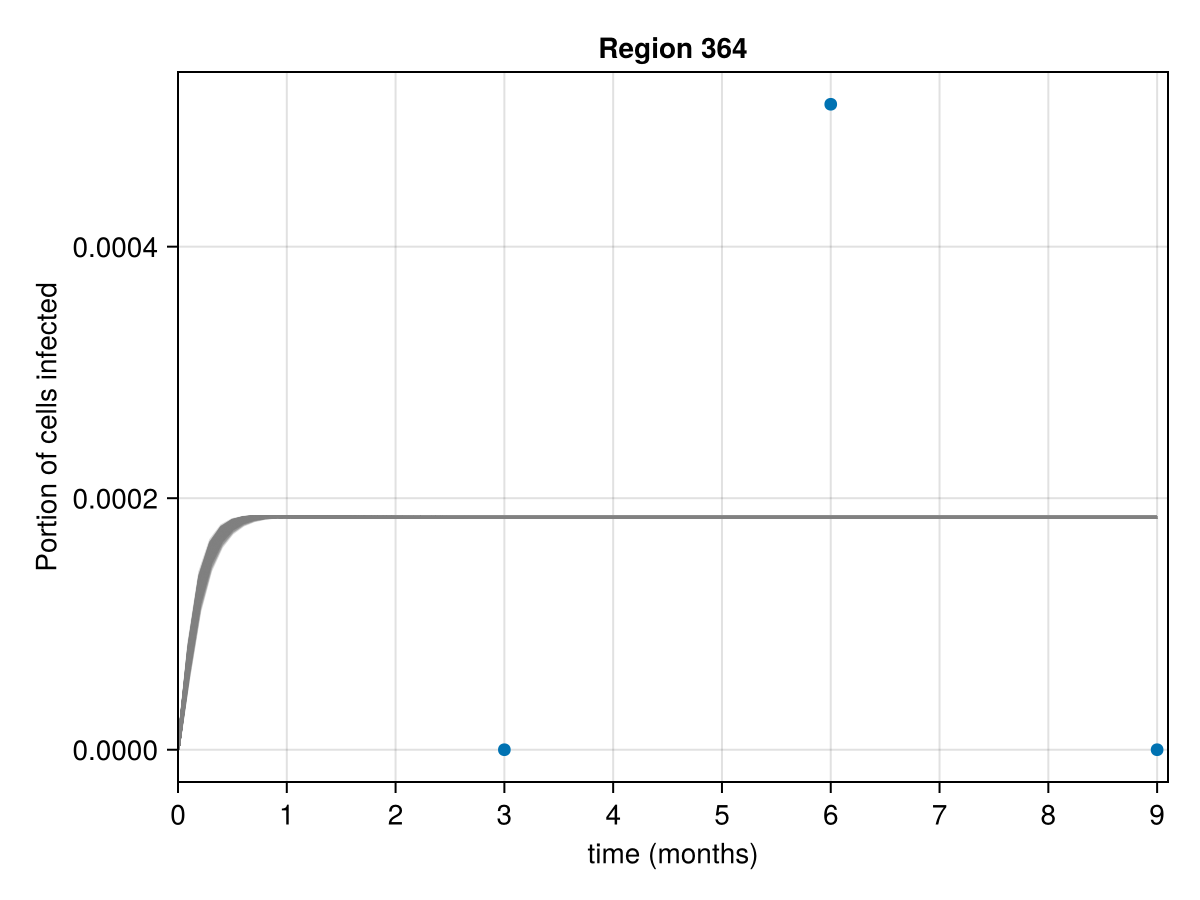 Region 364
Portion of cells infected
0.0004
0.0002
0.0000
0 1 2 3 4 5 6 7 8 9
time (months)